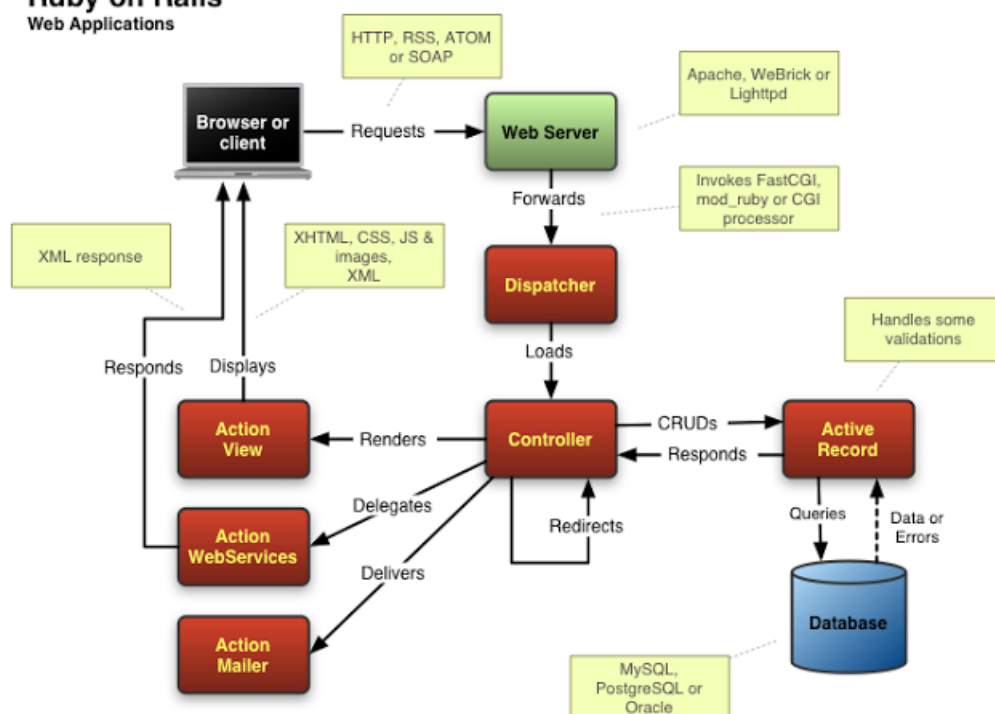 Ruby on Rails
Web Applications
HTTP, RSS, ATOM
or SOAP
Apache, WeBrick or
Lighttpd
Browser or
client
Requests
Web Server
Invokes FastCGI,
mod_ruby or CGI
processor
Forwards
XML response
XHTML, CSS, JS &
images,
XML
Dispatcher
Handles some
validations
Loads
Responds
Displays
Action
View
Renders
Controller
CRUDs
Responds
Active
Record
Delegates
Redirects
Queries
Data or
Errors
Action
WebServices
Delivers
Database
Action
Mailer
MySQL,
PostgreSQL or
Oracle